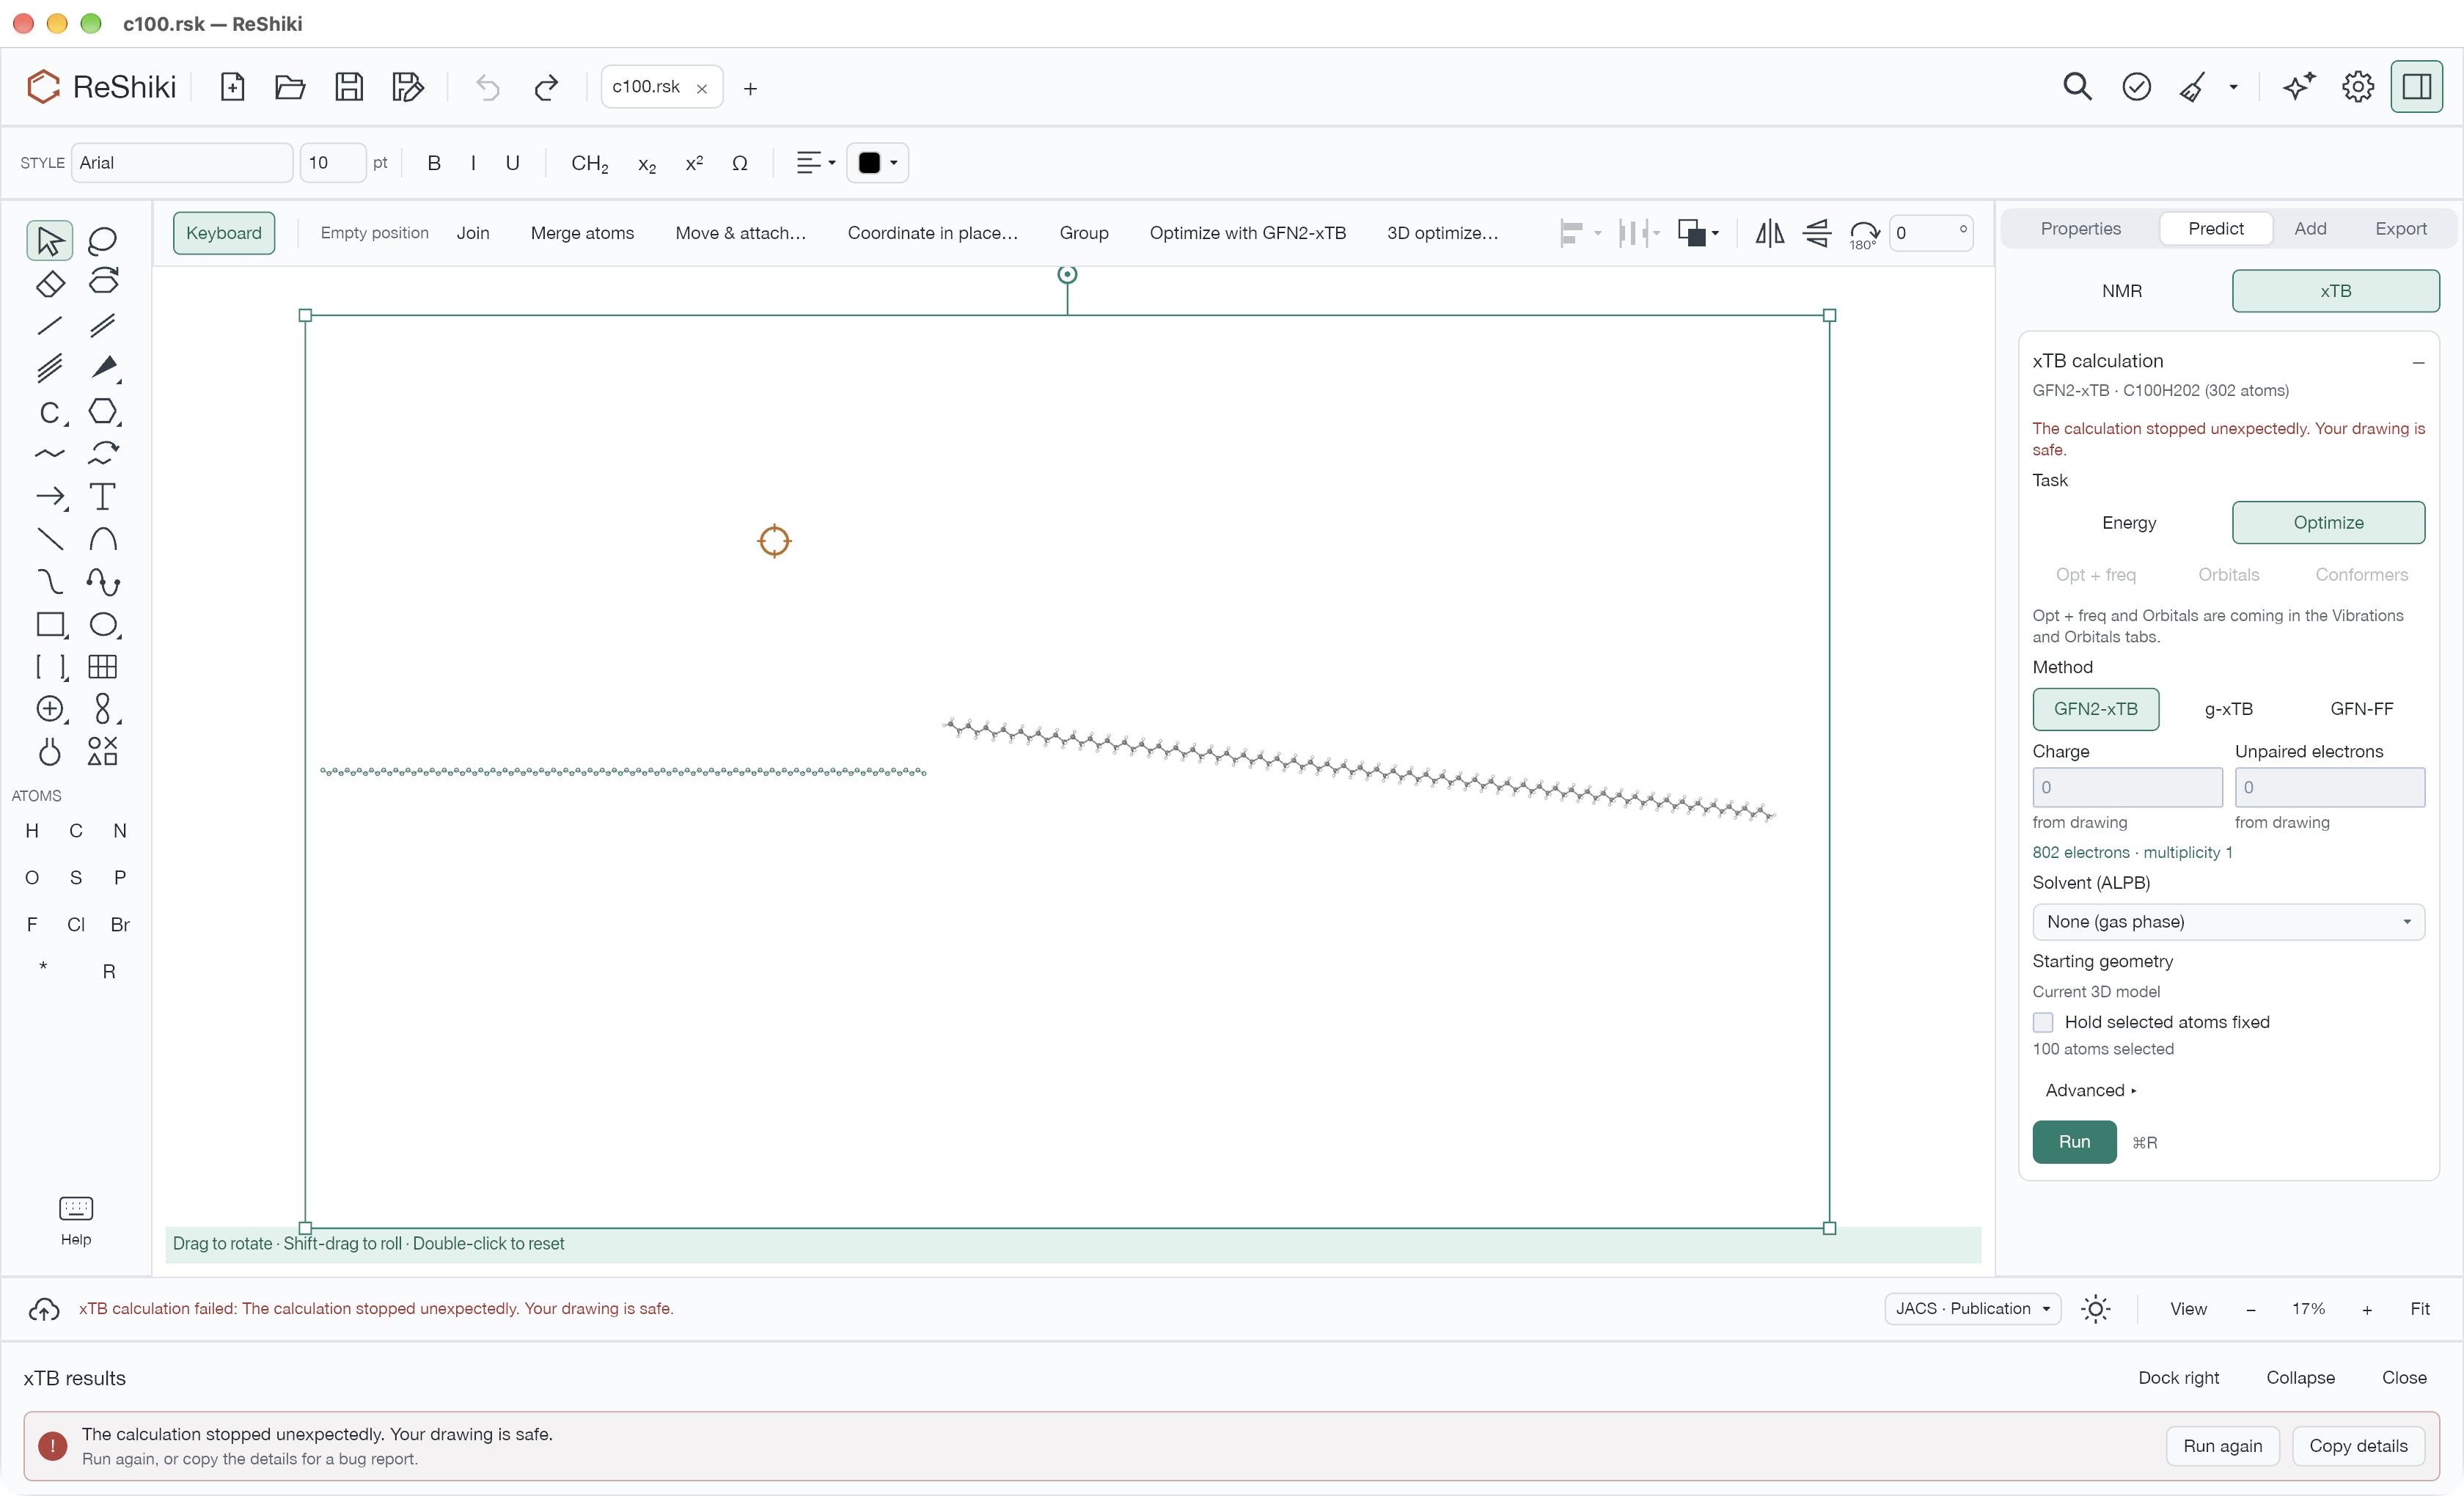 c100.rsk — ReShiki
ReShiki
c100.rsk × +
STYLE Arial 10 pt B I U CH₂ x₂ x² Ω
Keyboard Empty position Join Merge atoms Move & attach... Coordinate in place... Group Optimize with GFN2-xTB 3D optimize... 180° 0 °
Properties Predict Add Export
NMR xTB
xTB calculation
GFN2-xTB · C100H202 (302 atoms)
The calculation stopped unexpectedly. Your drawing is
safe.
Task
Energy Optimize
Opt + freq Orbitals Conformers
Opt + freq and Orbitals are coming in the Vibrations
and Orbitals tabs.
Method
GFN2-xTB g-xTB GFN-FF
Charge Unpaired electrons
0 0
from drawing from drawing
802 electrons · multiplicity 1
Solvent (ALPB)
None (gas phase)
Starting geometry
Current 3D model
Hold selected atoms fixed
100 atoms selected
Advanced ▸
Run ⌘R
C
T
[ ]
ATOMS
H C N
O S P
F Cl Br
* R
Help
Drag to rotate · Shift-drag to roll · Double-click to reset
xTB calculation failed: The calculation stopped unexpectedly. Your drawing is safe.
JACS · Publication View − 17% + Fit
xTB results Dock right Collapse Close
! The calculation stopped unexpectedly. Your drawing is safe.
Run again, or copy the details for a bug report.
Run again Copy details